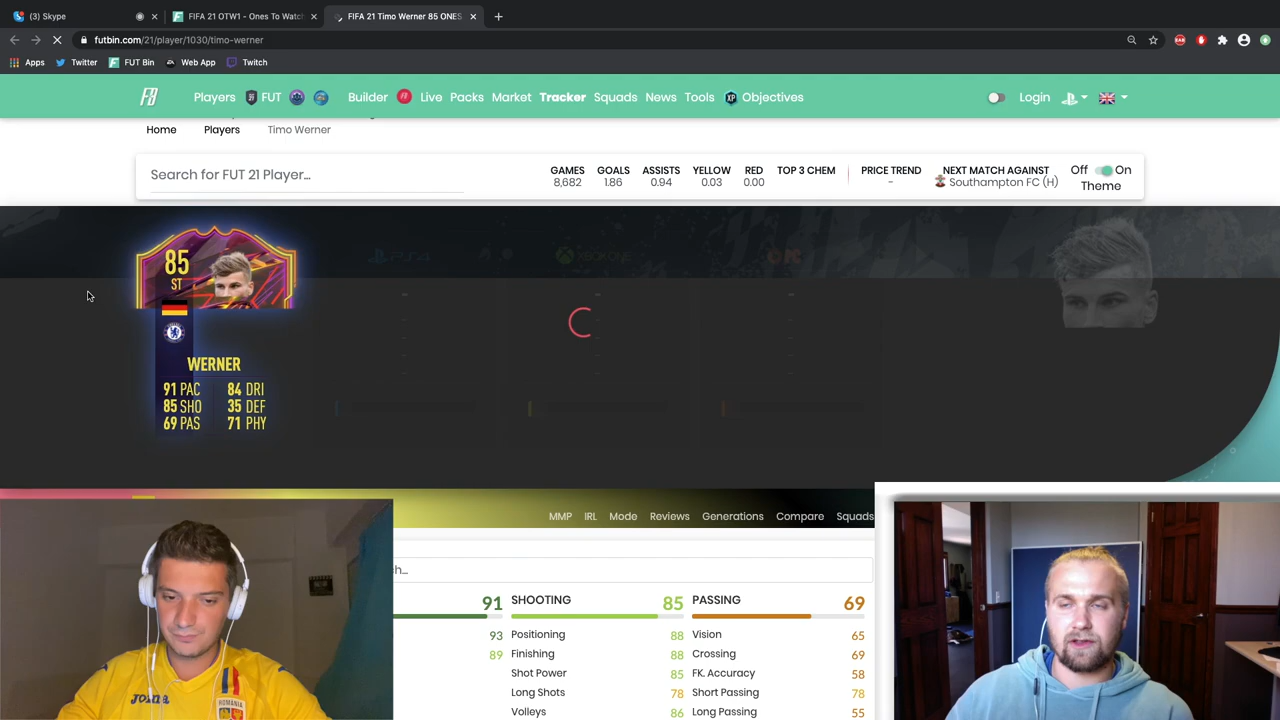 (3) Skype
FIFA 21 OTW1 - Ones To Watch
FIFA 21 Timo Werner 85 ONES
futbin.com/21/player/1030/timo-werner
Apps Twitter FUT Bin Web App Twitch
Players FUT Builder Live Packs Market Tracker Squads News Tools Objectives Login
Home Players Timo Werner
Search for FUT 21 Player...
GAMES GOALS ASSISTS YELLOW RED TOP 3 CHEM PRICE TREND NEXT MATCH AGAINST
8,682 1.86 0.94 0.03 0.00 - Southampton FC (H)
Off On
Theme
85
ST
PS4 XBOX ONE
WERNER
91 PAC 84 DRI
85 SHO 35 DEF
69 PAS 71 PHY
MMP IRL Mode Reviews Generations Compare Squads
h...
91 SHOOTING 85 PASSING 69
93 Positioning 88 Vision 65
89 Finishing 88 Crossing 69
Shot Power 85 FK. Accuracy 58
Long Shots 78 Short Passing 78
Volleys 86 Long Passing 55
Joma
ROMANIA